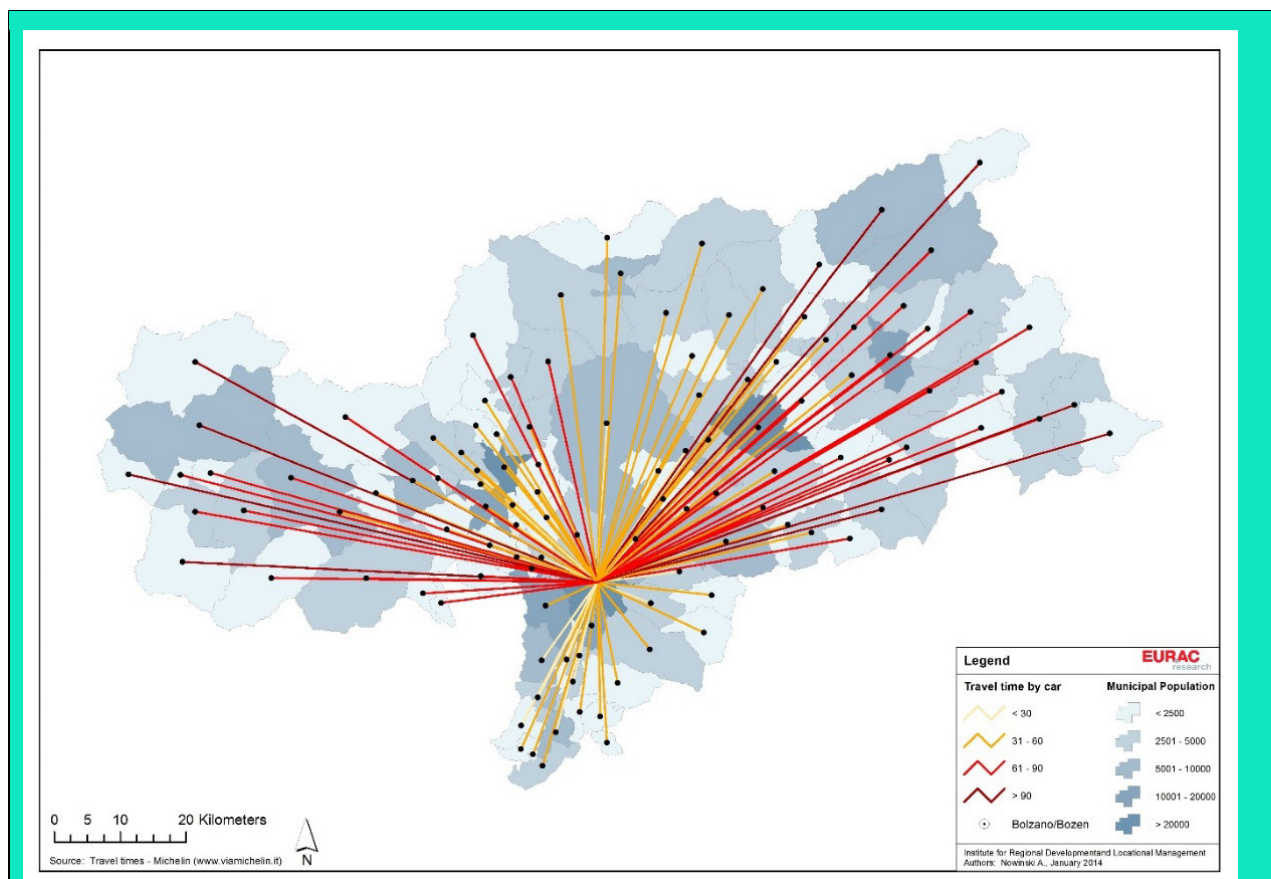 Legend
EURAC
research
Travel time by car
< 30
31 - 60
61 - 90
> 90
Bolzano/Bozen
Municipal Population
< 2500
2501 - 5000
5001 - 10000
10001 - 20000
> 20000
Institute for Regional Developmentand Locational Management
Authors: Nowinski A., January 2014
0 5 10 20 Kilometers
N
Source: Travel times - Michelin (www.viamichelin.it)